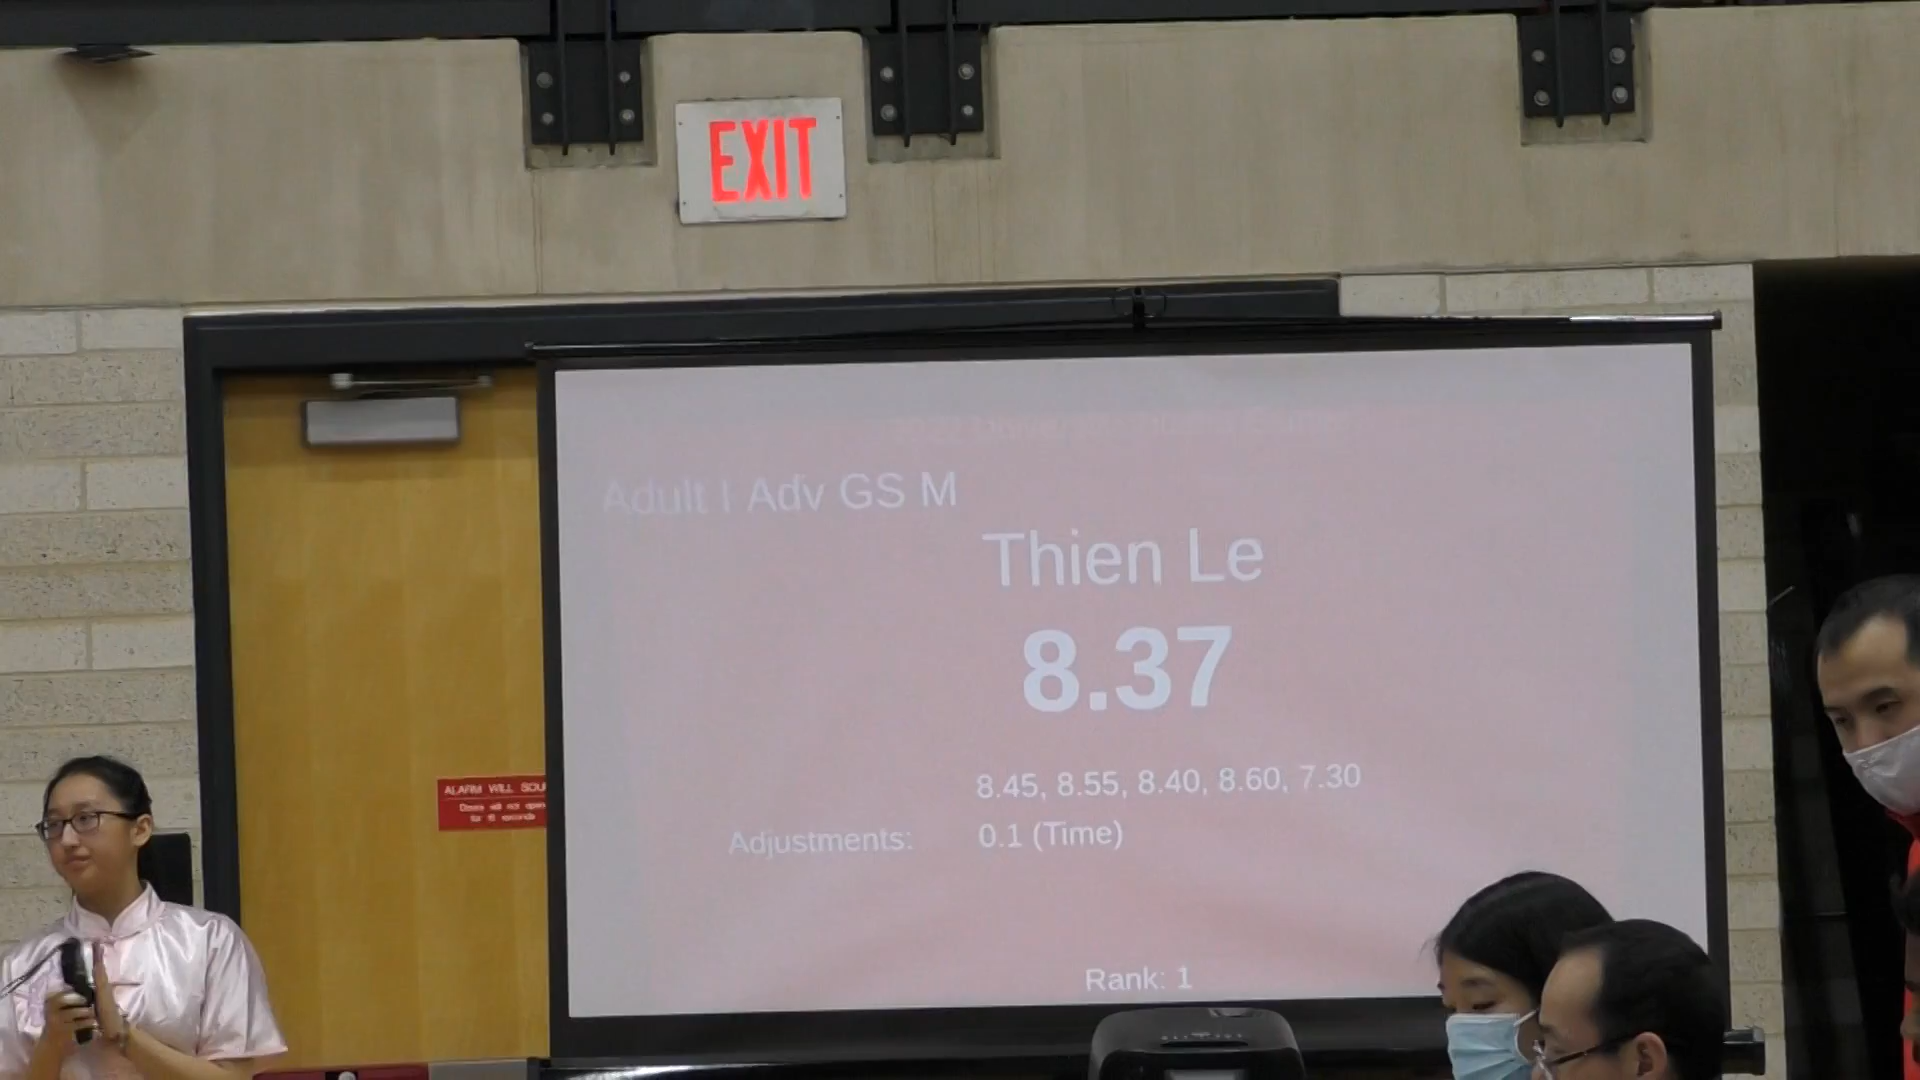 EXIT
Adult I Adv GS M
Thien Le
8.37
8.45, 8.55, 8.40, 8.60, 7.30
Adjustments: 0.1 (Time)
Rank: 1
ALARM WILL SOU